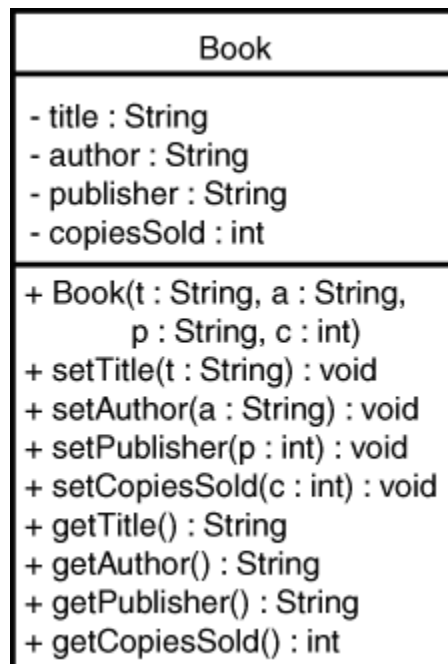 Book
- title : String
- author : String
- publisher : String
- copiesSold : int
+ Book(t : String, a : String,
p : String, c : int)
+ setTitle(t : String) : void
+ setAuthor(a : String) : void
+ setPublisher(p : int) : void
+ setCopiesSold(c : int) : void
+ getTitle() : String
+ getAuthor() : String
+ getPublisher() : String
+ getCopiesSold() : int